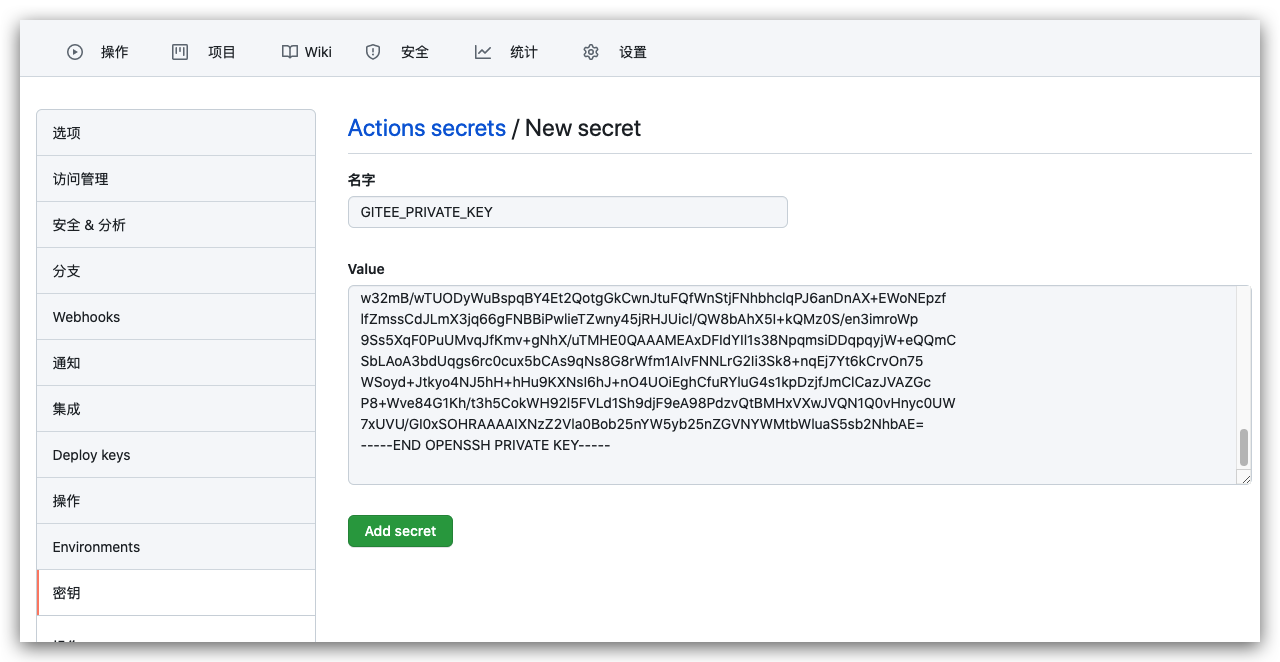 操作 项目 Wiki 安全 统计 设置
选项
访问管理
安全 & 分析
分支
Webhooks
通知
集成
Deploy keys
操作
Environments
密钥
Actions secrets / New secret
名字
GITEE_PRIVATE_KEY
Value
w32mB/wTUODyWuBspqBY4Et2QotgGkCwnJtuFQfWnStjFNhbhclqPJ6anDnAX+EWoNEpzf
lfZmssCdJLmX3jq66gFNBBiPwlieTZwny45jRHJUicl/QW8bAhX5I+kQMz0S/en3imroWp
9Ss5XqF0PuUMvqJfKmv+gNhX/uTMHE0QAAAMEAxDFldYIl1s38NpqmsiDDqpqyjW+eQQmC
SbLAoA3bdUqgs6rc0cux5bCAs9qNs8G8rWfm1AlvFNNLrG2li3Sk8+nqEj7Yt6kCrvOn75
WSoyd+Jtkyo4NJ5hH+hHu9KXNsl6hJ+nO4UOiEghCfuRYluG4s1kpDzjfJmClCazJVAZGc
P8+Wve84G1Kh/t3h5CokWH92l5FVLd1Sh9djF9eA98PdzvQtBMHxVXwJVQN1Q0vHnyc0UW
7xUVU/GI0xSOHRAAAAIXNzZ2Vla0Bob25nYW5yb25nZGVNYWMtbWluaS5sb2NhbAE=
-----END OPENSSH PRIVATE KEY-----
Add secret